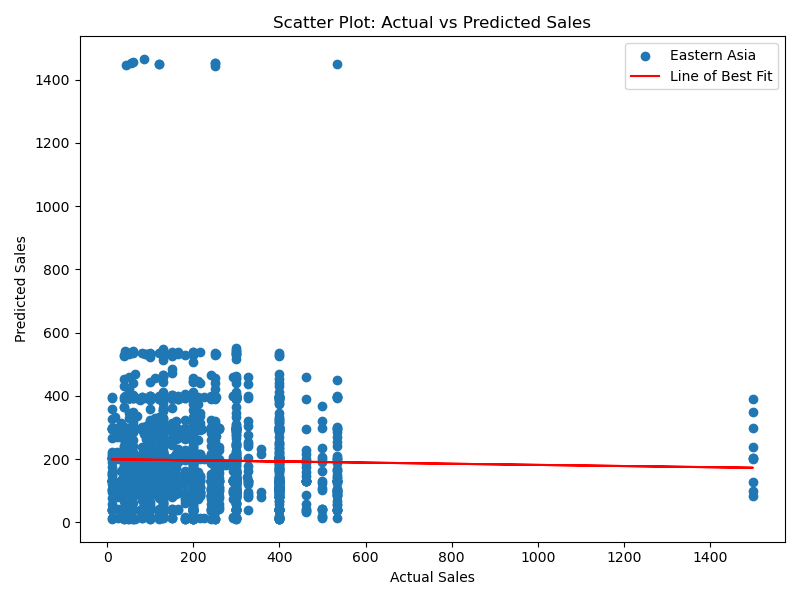 Scatter Plot: Actual vs Predicted Sales
Eastern Asia
Line of Best Fit
Predicted Sales
1400
1200
1000
800
600
400
200
0
0 200 400 600 800 1000 1200 1400
Actual Sales